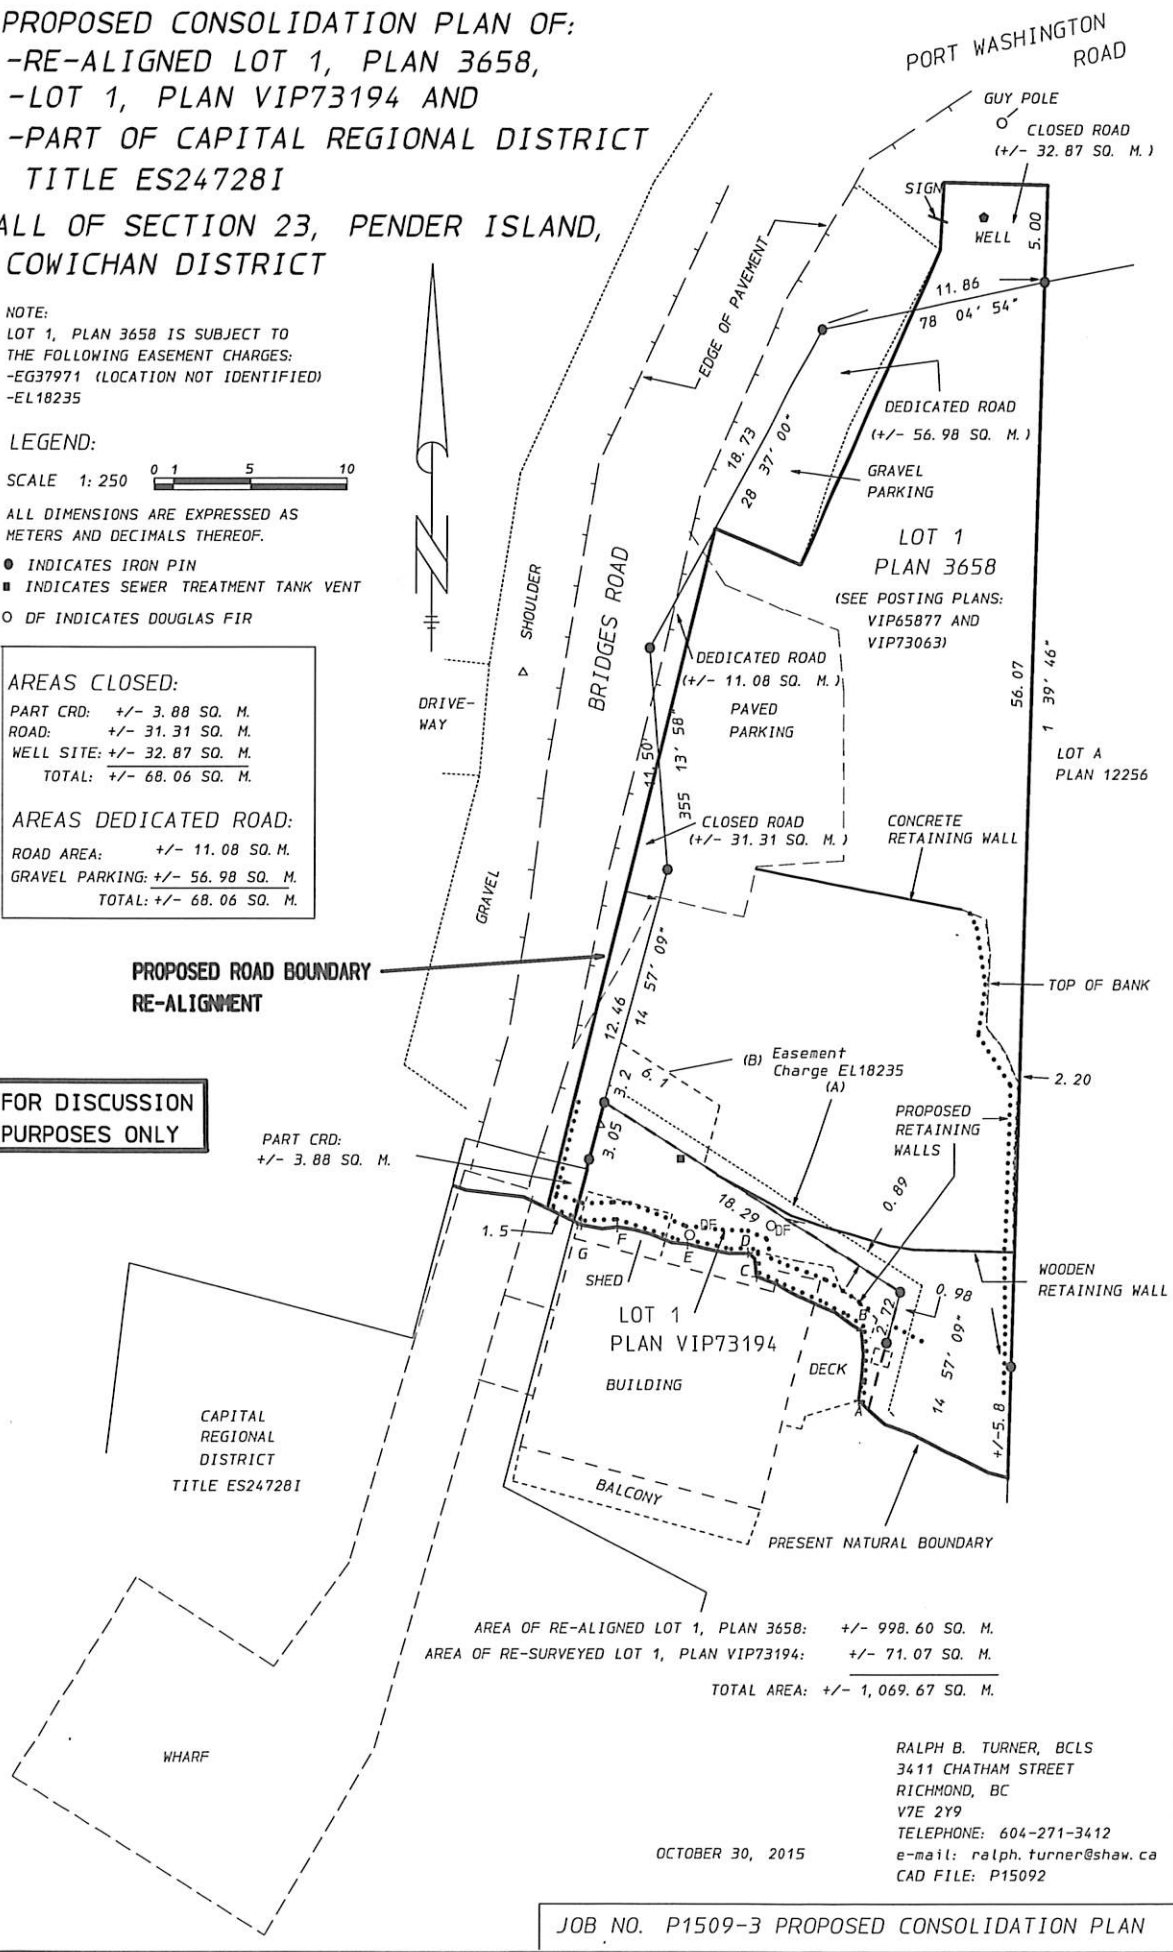 PROPOSED CONSOLIDATION PLAN OF:
-RE-ALIGNED LOT 1, PLAN 3658,
-LOT 1, PLAN VIP73194 AND
-PART OF CAPITAL REGIONAL DISTRICT
TITLE ES24728I
ALL OF SECTION 23, PENDER ISLAND,
COWICHAN DISTRICT
NOTE:
LOT 1, PLAN 3658 IS SUBJECT TO
THE FOLLOWING EASEMENT CHARGES:
-EG37971 (LOCATION NOT IDENTIFIED)
-EL18235
LEGEND:
SCALE 1:250
0 1 5 10
ALL DIMENSIONS ARE EXPRESSED AS
METERS AND DECIMALS THEREOF.
INDICATES IRON PIN
INDICATES SEWER TREATMENT TANK VENT
DF INDICATES DOUGLAS FIR
AREAS CLOSED:
PART CRD: +/- 3.88 SQ. M.
ROAD: +/- 31.31 SQ. M.
WELL SITE: +/- 32.87 SQ. M.
TOTAL: +/- 68.06 SQ. M.
AREAS DEDICATED ROAD:
ROAD AREA: +/- 11.08 SQ. M.
GRAVEL PARKING: +/- 56.98 SQ. M.
TOTAL: +/- 68.06 SQ. M.
PROPOSED ROAD BOUNDARY
RE-ALIGNMENT
FOR DISCUSSION
PURPOSES ONLY
PORT WASHINGTON
ROAD
GUY POLE
CLOSED ROAD
(+/- 32.87 SQ. M.)
SIGN
WELL
5.00
11.86
78 04' 54"
EDGE OF PAVEMENT
DEDICATED ROAD
(+/- 56.98 SQ. M.)
18.73
28 37' 00"
GRAVEL
PARKING
LOT 1
PLAN 3658
(SEE POSTING PLANS:
VIP65877 AND
VIP73063)
SHOULDER
BRIDGES ROAD
DEDICATED ROAD
(+/- 11.08 SQ. M.)
PAVED
PARKING
DRIVE-
WAY
11.50
355 13' 58"
56.07
1 39' 46"
LOT A
PLAN 12256
CLOSED ROAD
(+/- 31.31 SQ. M.)
CONCRETE
RETAINING WALL
GRAVEL
12.46
14 57' 09"
TOP OF BANK
(B) Easement
Charge EL18235
(A)
6.1
3.2
2.20
3.05
PROPOSED
RETAINING
WALLS
PART CRD:
+/- 3.88 SQ. M.
0.89
18.29
1.5
DF
DF
G
F
E
D
C
B
A
SHED
WOODEN
RETAINING WALL
0.98
2.72
LOT 1
PLAN VIP73194
BUILDING
DECK
14 57' 09"
+/-5.8
CAPITAL
REGIONAL
DISTRICT
TITLE ES24728I
BALCONY
PRESENT NATURAL BOUNDARY
AREA OF RE-ALIGNED LOT 1, PLAN 3658: +/- 998.60 SQ. M.
AREA OF RE-SURVEYED LOT 1, PLAN VIP73194: +/- 71.07 SQ. M.
TOTAL AREA: +/- 1,069.67 SQ. M.
WHARF
RALPH B. TURNER, BCLS
3411 CHATHAM STREET
RICHMOND, BC
V7E 2Y9
TELEPHONE: 604-271-3412
e-mail: ralph.turner@shaw.ca
CAD FILE: P15092
OCTOBER 30, 2015
JOB NO. P1509-3 PROPOSED CONSOLIDATION PLAN